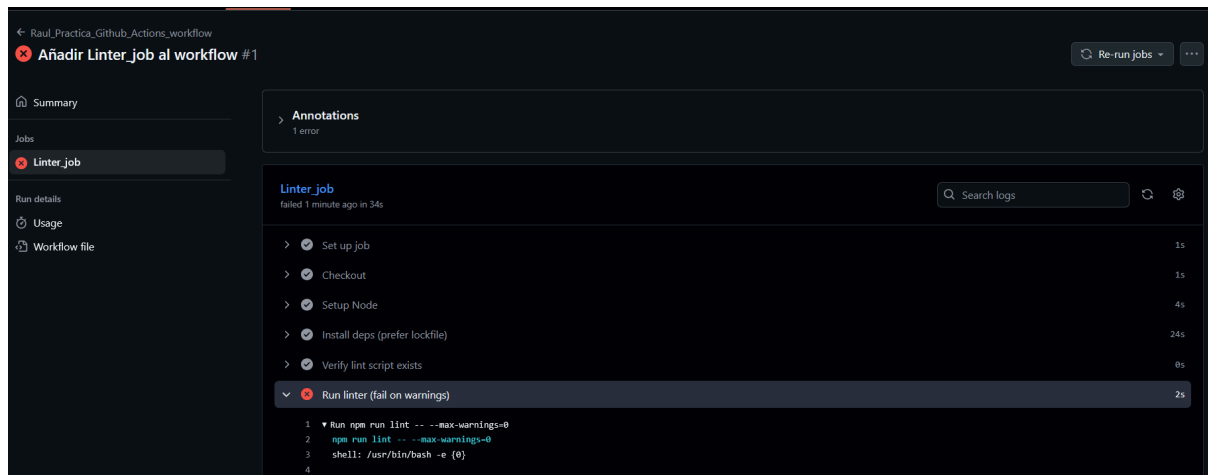 ← Raul_Practica_Github_Actions_workflow
Añadir Linter_job al workflow #1
Re-run jobs
Summary
Jobs
Linter_job
Run details
Usage
Workflow file
Annotations
1 error
Linter_job
failed 1 minute ago in 34s
Search logs
Set up job 1s
Checkout 1s
Setup Node 4s
Install deps (prefer lockfile) 24s
Verify lint script exists 0s
Run linter (fail on warnings) 2s
1 ▼Run npm run lint -- --max-warnings=0
2 npm run lint -- --max-warnings=0
3 shell: /usr/bin/bash -e {0}
4